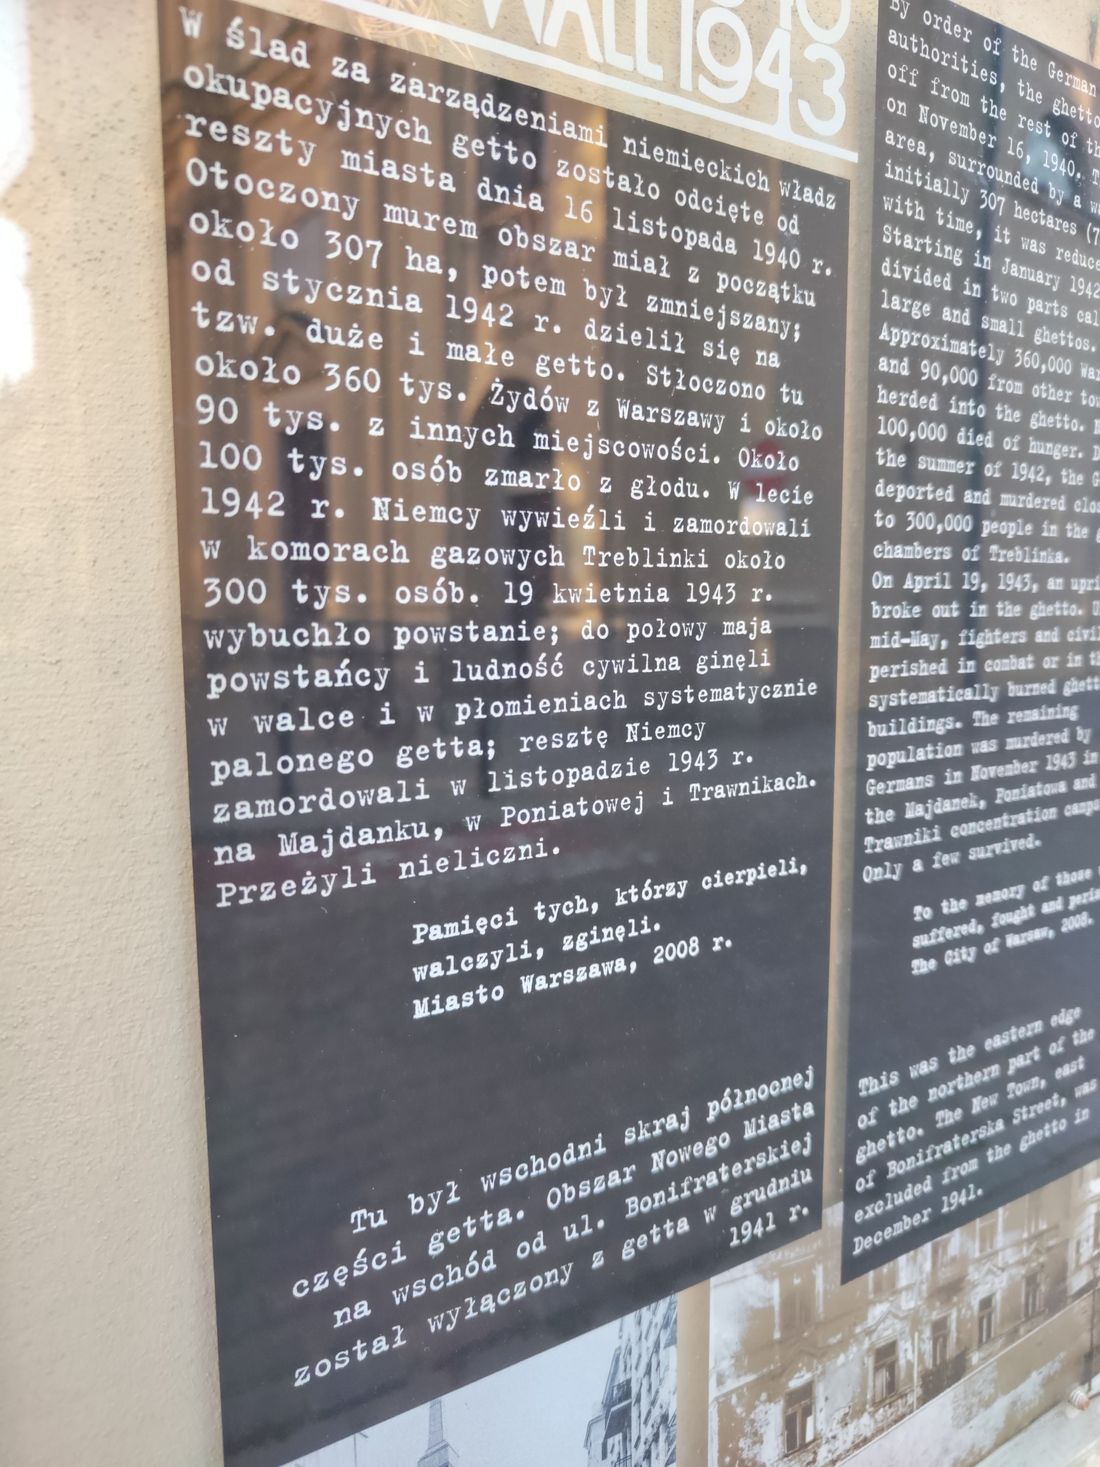 WALL 1940
1943
W ślad za zarządzeniami niemieckich władz
okupacyjnych getto zostało odcięte od
reszty miasta dnia 16 listopada 1940 r.
Otoczony murem obszar miał z początku
około 307 ha, potem był zmniejszany;
od stycznia 1942 r. dzielił się na
tzw. duże i małe getto. Stłoczono tu
około 360 tys. Żydów z Warszawy i około
90 tys. z innych miejscowości. Około
100 tys. osób zmarło z głodu. W lecie
1942 r. Niemcy wywieźli i zamordowali
w komorach gazowych Treblinki około
300 tys. osób. 19 kwietnia 1943 r.
wybuchło powstanie; do połowy maja
powstańcy i ludność cywilna ginęli
w walce i w płomieniach systematycznie
palonego getta; resztę Niemcy
zamordowali w listopadzie 1943 r.
na Majdanku, w Poniatowej i Trawnikach.
Przeżyli nieliczni.
Pamięci tych, którzy cierpieli,
walczyli, zginęli.
Miasto Warszawa, 2008 r.
Tu był wschodni skraj północnej
części getta. Obszar Nowego Miasta
na wschód od ul. Bonifraterskiej
został wyłączony z getta w grudniu
1941 r.
By order of the German
authorities, the ghetto
off from the rest of
on November 16, 1940.
area, surrounded by a
initially 307 hectares
with time, it was
Starting in January 1942
divided in two parts
large and small ghettos.
Approximately 360,000
and 90,000 from other
herded into the ghetto.
100,000 died of hunger.
the summer of 1942, the
deported and murdered
to 300,000 people in the
chambers of Treblinka.
On April 19, 1943, an
broke out in the ghetto.
mid-May, fighters and
perished in combat or in
systematically burned
buildings. The remaining
population was murdered by
Germans in November 1943 in
the Majdanek, Poniatowa and
Trawniki concentration
Only a few survived.
To the memory of those
suffered, fought and
The City of Warsaw, 2008.
This was the eastern edge
of the northern part of the
ghetto. The New Town, east
of Bonifraterska Street, was
excluded from the ghetto in
December 1941.